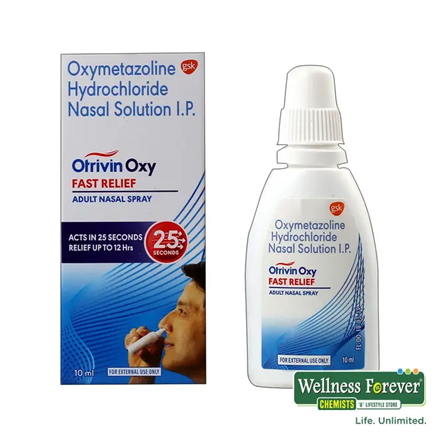 Oxymetazoline
Hydrochloride
Nasal Solution I.P.
gsk
Otrivin Oxy
FAST RELIEF
ADULT NASAL SPRAY
ACTS IN 25 SECONDS
RELIEF UP TO 12 Hrs
25
SECONDS
10 ml
FOR EXTERNAL USE ONLY
gsk
Oxymetazoline
Hydrochloride
Nasal Solution I.P.
Otrivin Oxy
FAST RELIEF
ADULT NASAL SPRAY
FOR EXTERNAL USE ONLY
10 ml
Wellness Forever
CHEMISTS & LIFESTYLE STORE
Life. Unlimited.